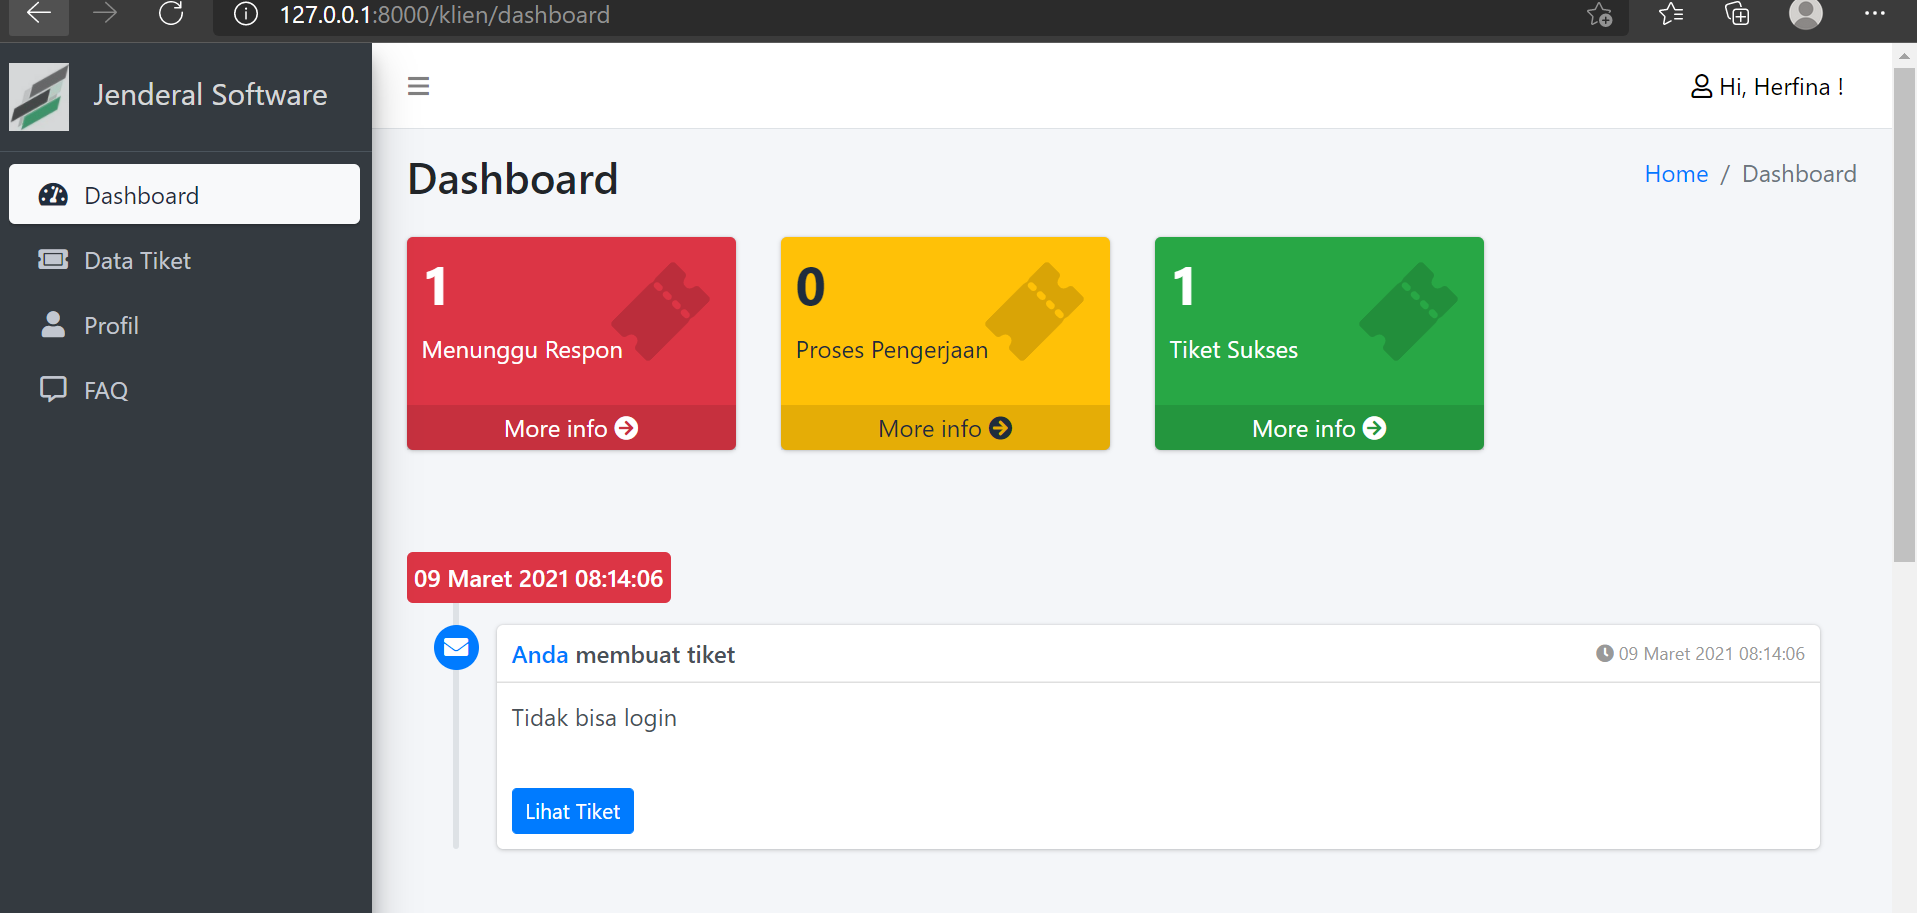 127.0.0.1:8000/klien/dashboard
Jenderal Software
Hi, Herfina !
Dashboard
Data Tiket
Profil
FAQ
Dashboard
Home / Dashboard
1
Menunggu Respon
More info
0
Proses Pengerjaan
More info
1
Tiket Sukses
More info
09 Maret 2021 08:14:06
Anda membuat tiket
09 Maret 2021 08:14:06
Tidak bisa login
Lihat Tiket